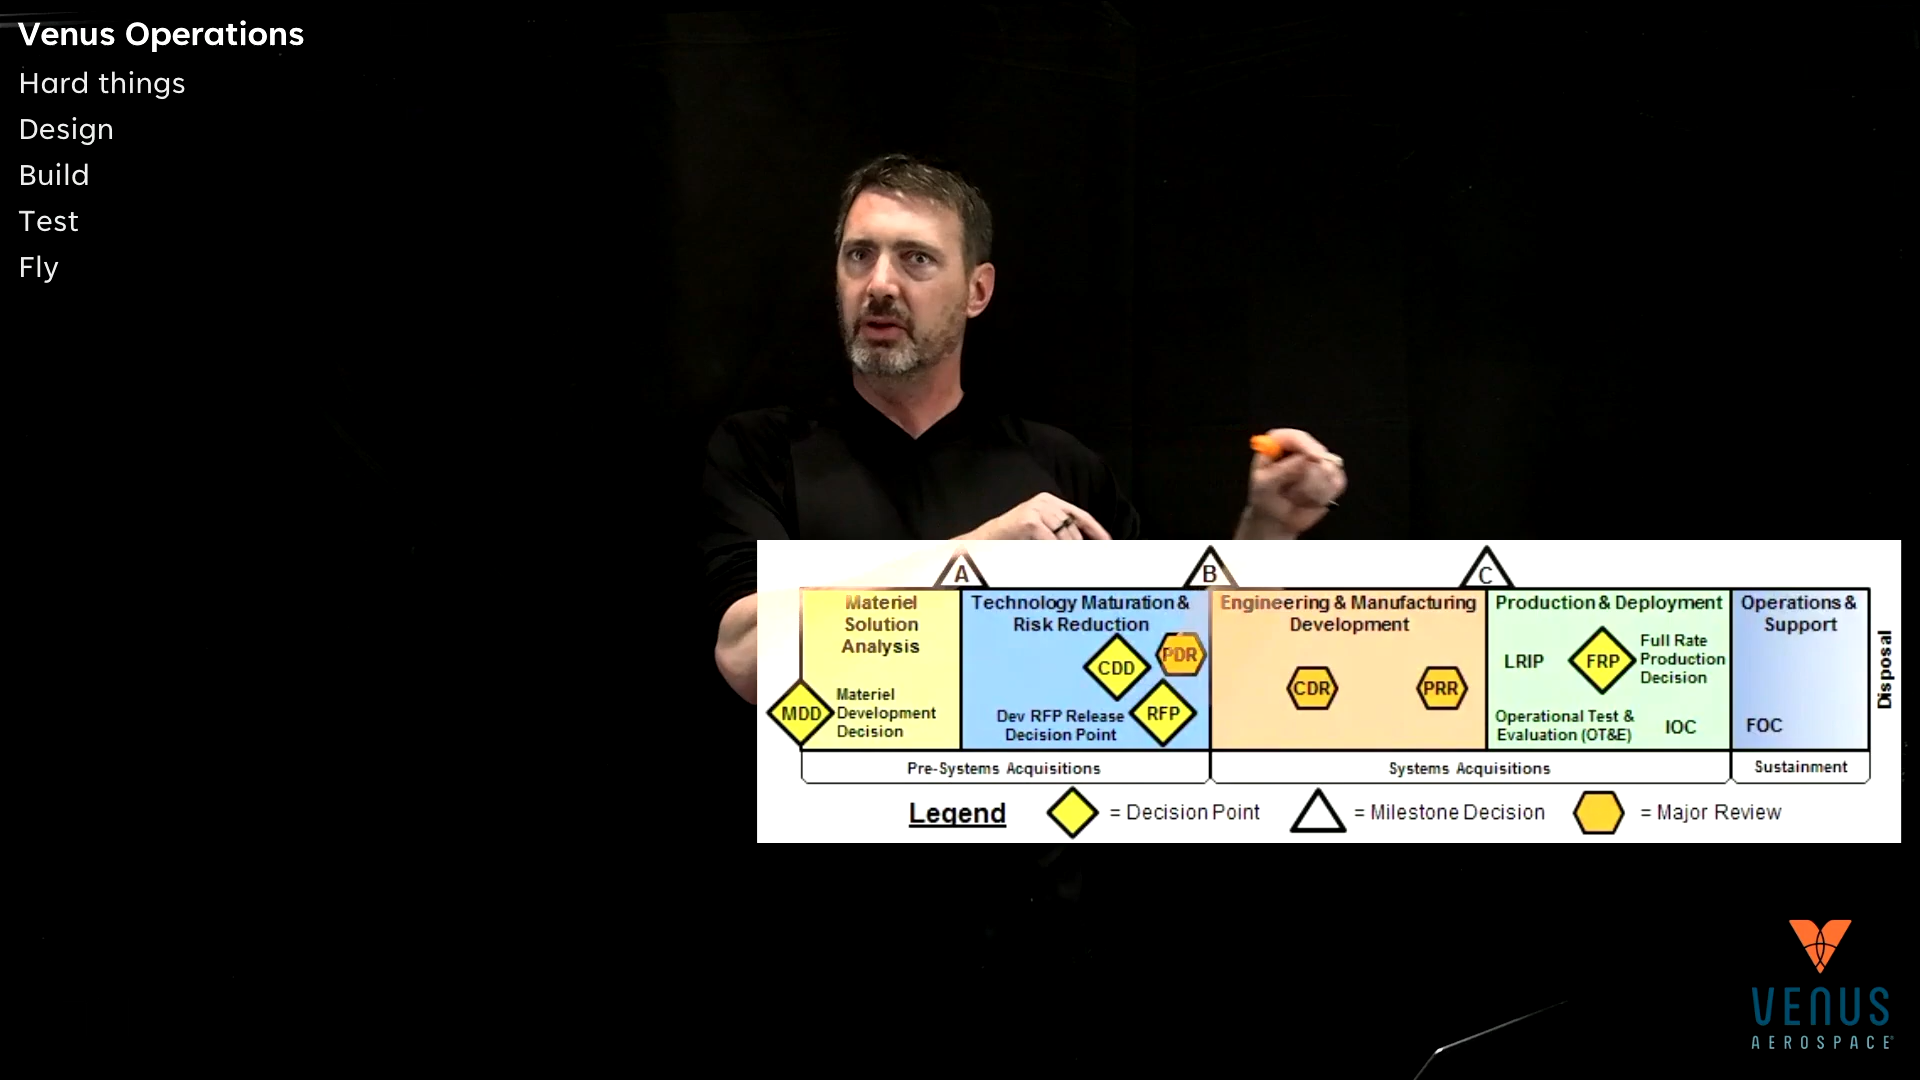 Venus Operations
Hard things
Design
Build
Test
Fly
A
B
C
Materiel
Solution
Analysis
MDD
Materiel
Development
Decision
Technology Maturation &
Risk Reduction
CDD
PDR
Dev RFP Release
Decision Point
RFP
Engineering & Manufacturing
Development
CDR
PRR
Production & Deployment
LRIP
FRP
Full Rate
Production
Decision
Operational Test &
Evaluation (OT&E)
IOC
Operations &
Support
FOC
Disposal
Pre-Systems Acquisitions
Systems Acquisitions
Sustainment
Legend
= Decision Point
= Milestone Decision
= Major Review
VENUS
AEROSPACE